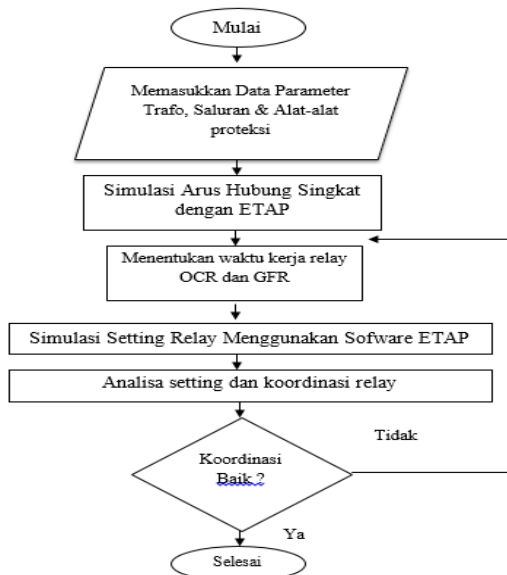 Mulai
Memasukkan Data Parameter
Trafo, Saluran & Alat-alat
proteksi
Simulasi Arus Hubung Singkat
dengan ETAP
Menentukan waktu kerja relay
OCR dan GFR
Simulasi Setting Relay Menggunakan Sofware ETAP
Analisa setting dan koordinasi relay
Tidak
Koordinasi
Baik ?
Ya
Selesai